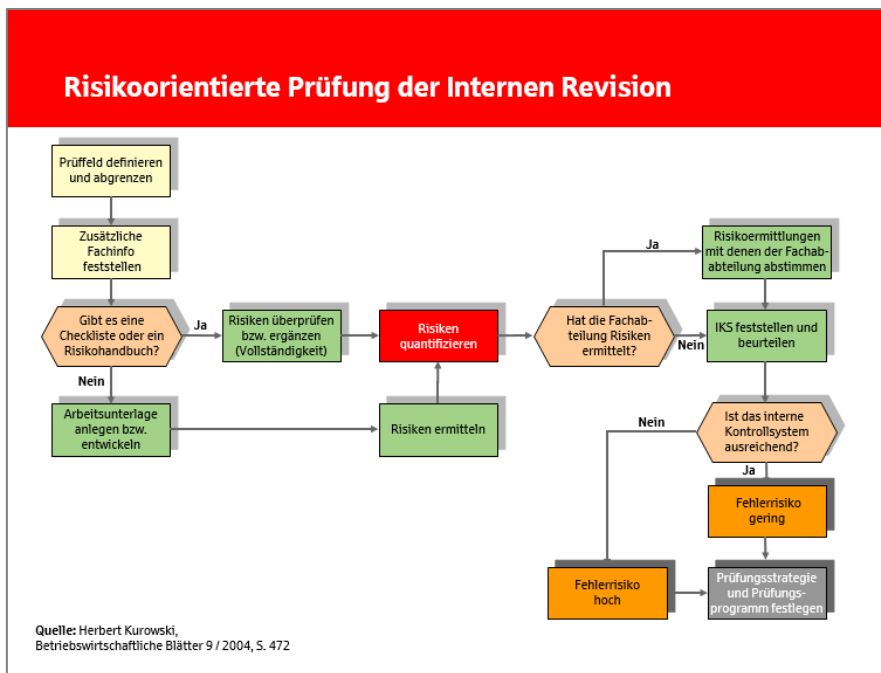 Risikoorientierte Prüfung der Internen Revision
Prüffeld definieren
und abgrenzen
Zusätzliche
Fachinfo
feststellen
Gibt es eine
Checkliste oder ein
Risikohandbuch?
Ja
Risiken überprüfen
bzw. ergänzen
(Vollständigkeit)
Nein
Arbeitsunterlage
anlegen bzw.
entwickeln
Risiken ermitteln
Risiken
quantifizieren
Hat die Fachab-
teilung Risiken
ermittelt?
Ja
Risikoermittlungen
mit denen der Fachab-
abteilung abstimmen
Nein
IKS feststellen und
beurteilen
Ist das interne
Kontrollsystem
ausreichend?
Nein
Ja
Fehlerrisiko
gering
Fehlerrisiko
hoch
Prüfungsstrategie
und Prüfungs-
programm festlegen
Quelle: Herbert Kurowski,
Betriebswirtschaftliche Blätter 9 / 2004, S. 472